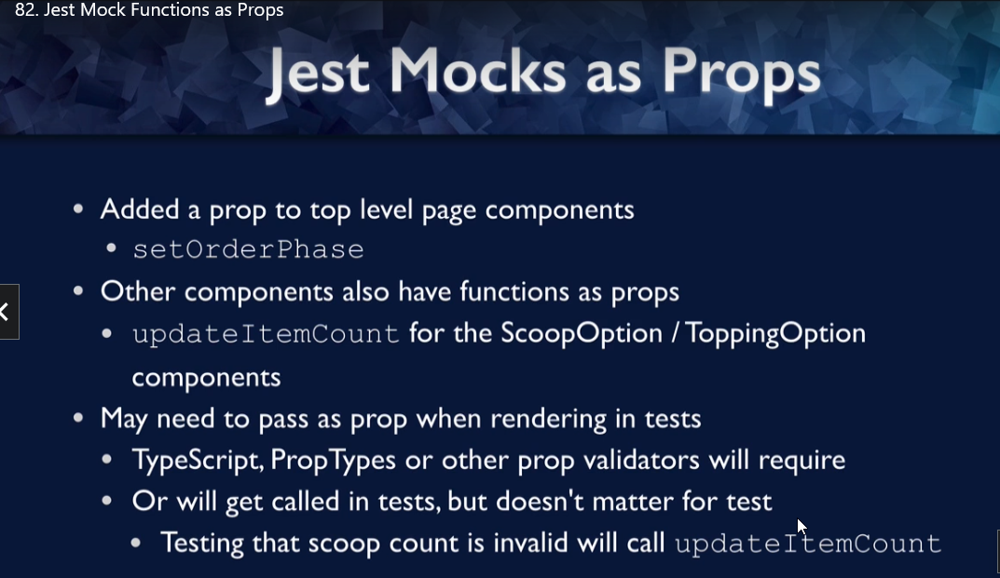 82. Jest Mock Functions as Props
Jest Mocks as Props
• Added a prop to top level page components
• setOrderPhase
• Other components also have functions as props
• updateItemCount for the ScoopOption / ToppingOption
components
• May need to pass as prop when rendering in tests
• TypeScript, PropTypes or other prop validators will require
• Or will get called in tests, but doesn't matter for test
• Testing that scoop count is invalid will call updateItemCount